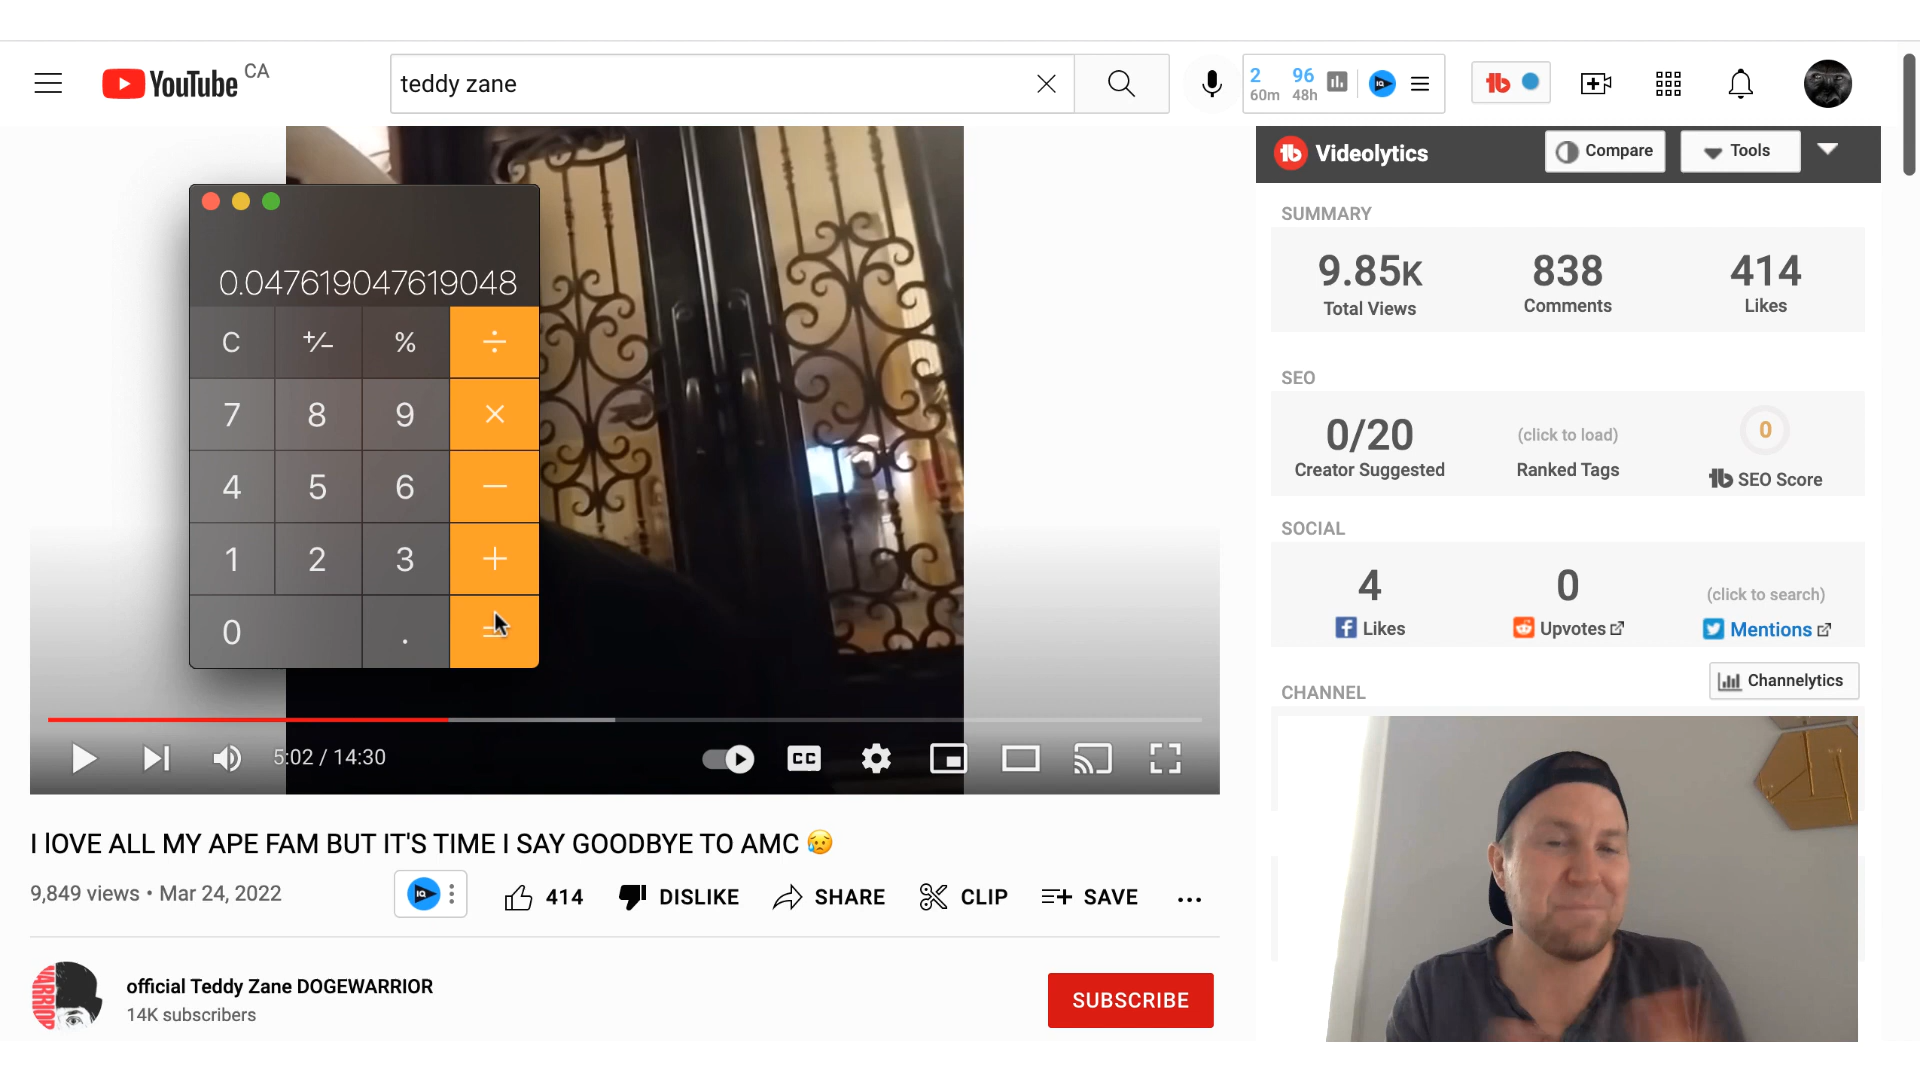 YouTube CA
teddy zane
2 96
60m 48h
Videolytics
Compare
Tools
SUMMARY
9.85K 838 414
Total Views Comments Likes
SEO
0/20 (click to load) 0
Creator Suggested Ranked Tags SEO Score
SOCIAL
4 0 (click to search)
Likes Upvotes Mentions
CHANNEL
Channelytics
0.047619047619048
C +/− % ÷
7 8 9 ×
4 5 6 −
1 2 3 +
0 . =
5:02 / 14:30
CC
I lOVE ALL MY APE FAM BUT IT'S TIME I SAY GOODBYE TO AMC 😥
9,849 views • Mar 24, 2022
IQ
414 DISLIKE SHARE CLIP SAVE ...
WARRIOR
official Teddy Zane DOGEWARRIOR
14K subscribers
SUBSCRIBE